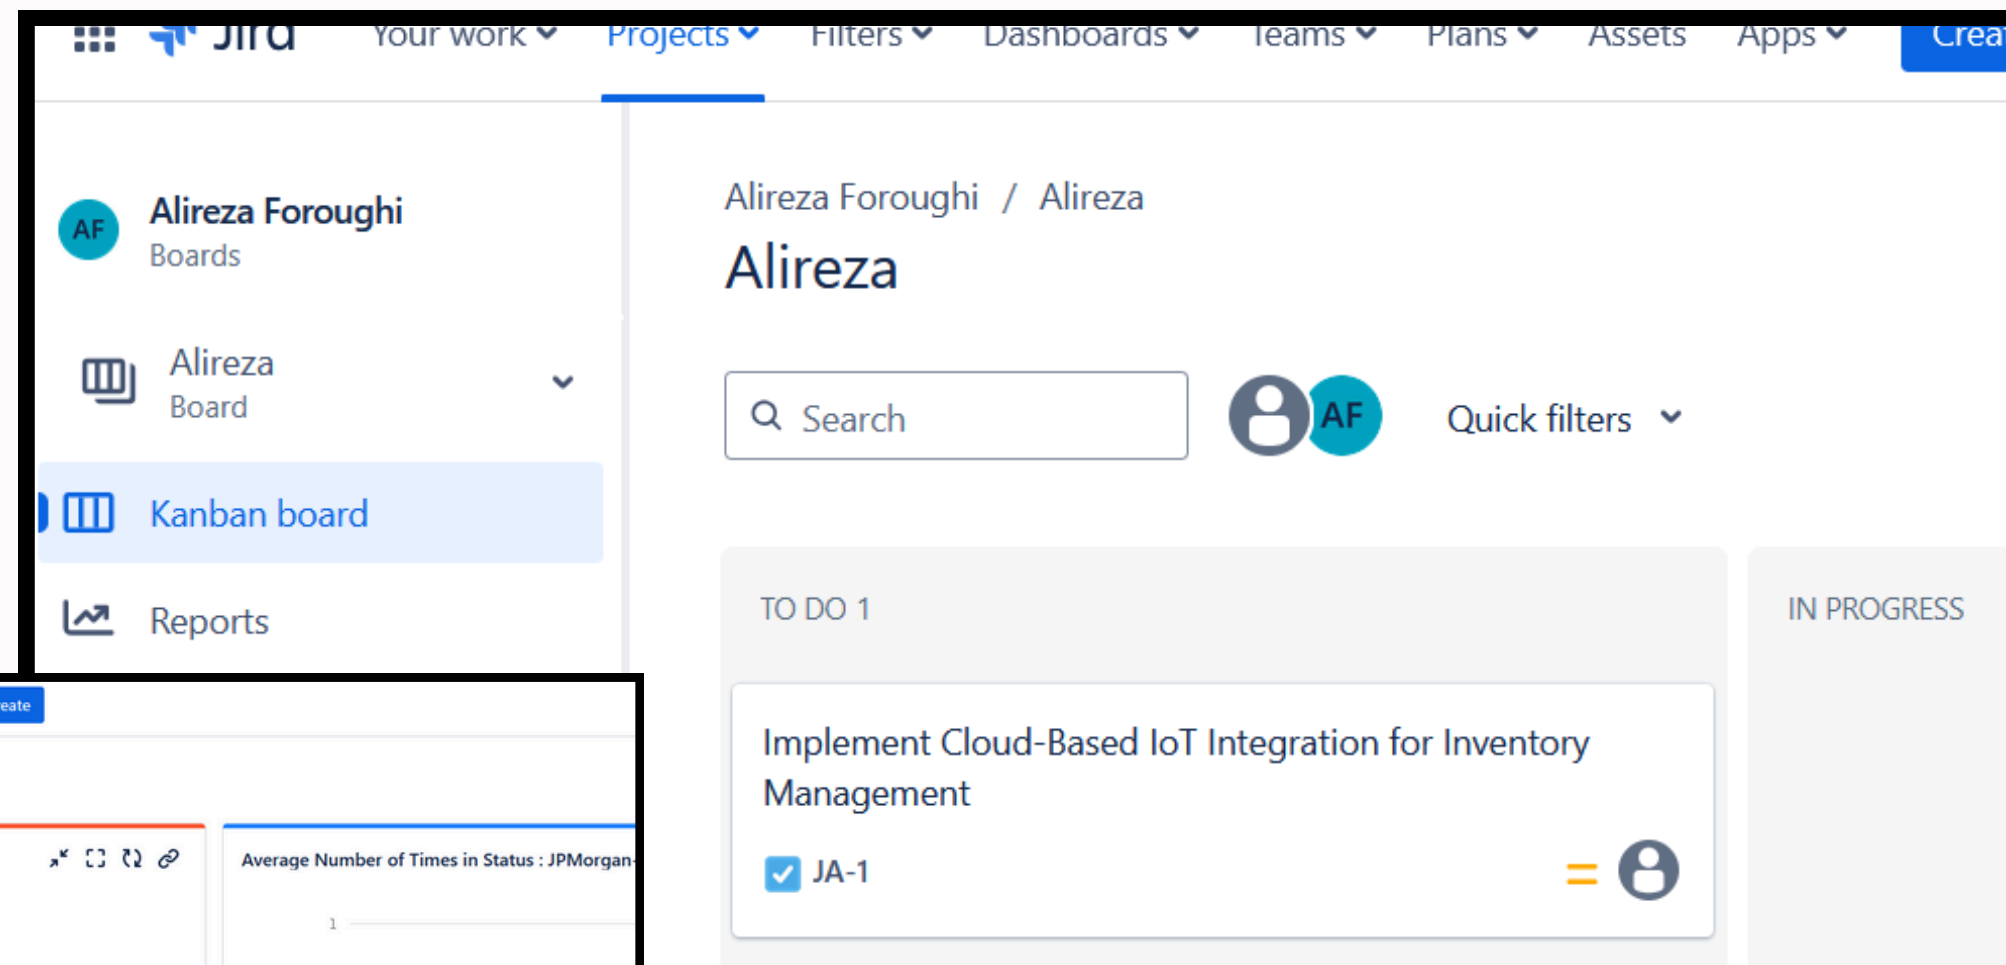 Jira Your work Projects Filters Dashboards Teams Plans Assets Apps
Alireza Foroughi
Boards
AF
Alireza
Board
Kanban board
Reports
Alireza Foroughi / Alireza
Alireza
Search
AF
Quick filters
TO DO 1
IN PROGRESS
Implement Cloud-Based IoT Integration for Inventory
Management
JA-1
Average Number of Times in Status : JPMorgan-
1